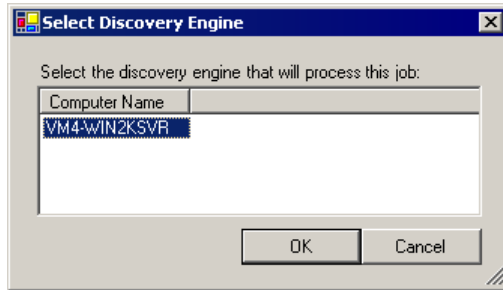 Select Discovery Engine
Select the discovery engine that will process this job:
Computer Name
VM4-WIN2KSVR
OK Cancel